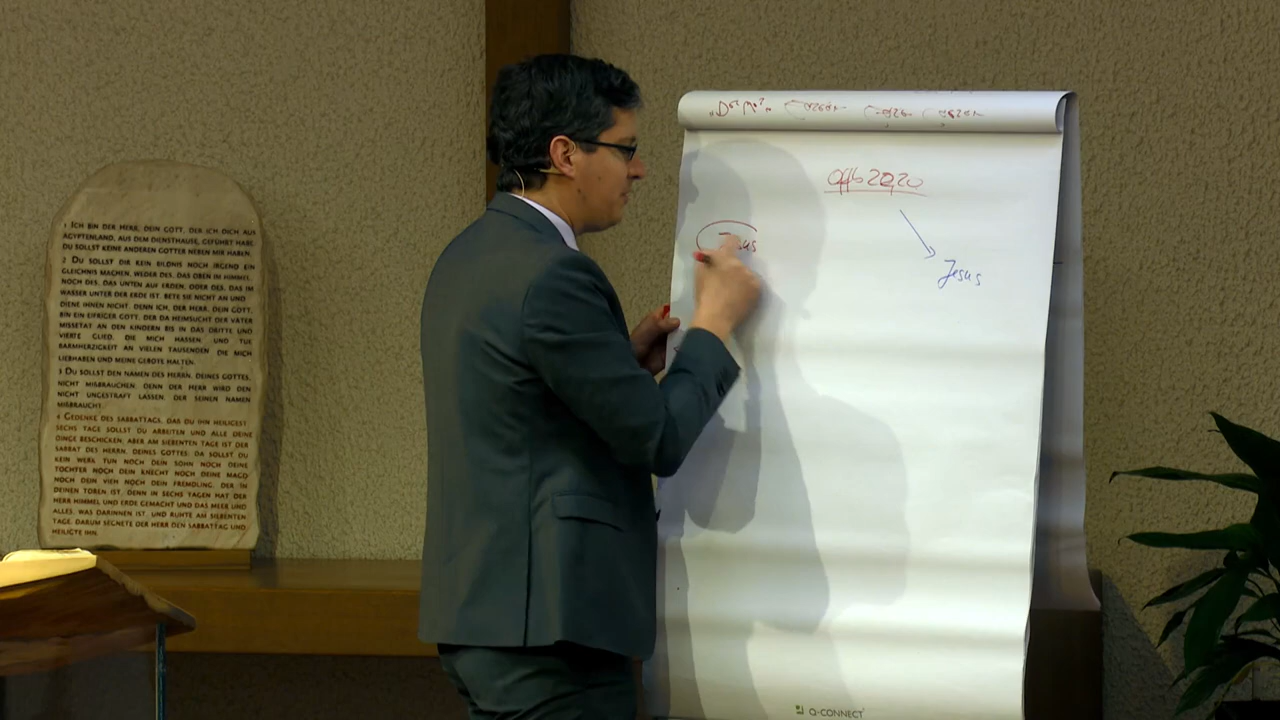 1 ICH BIN DER HERR, DEIN GOTT, DER ICH DICH AUS
ÄGYPTENLAND, AUS DEM DIENSTHAUSE, GEFÜHRT HABE.
DU SOLLST KEINE ANDEREN GÖTTER NEBEN MIR HABEN.
2 DU SOLLST DIR KEIN BILDNIS NOCH IRGEND EIN
GLEICHNIS MACHEN, WEDER DES, DAS OBEN IM HIMMEL,
NOCH DES, DAS UNTEN AUF ERDEN, ODER DES, DAS IM
WASSER UNTER DER ERDE IST. BETE SIE NICHT AN UND
DIENE IHNEN NICHT. DENN ICH, DER HERR, DEIN GOTT,
BIN EIN EIFRIGER GOTT, DER DA HEIMSUCHT DER VÄTER
MISSETAT AN DEN KINDERN BIS IN DAS DRITTE UND
VIERTE GLIED, DIE MICH HASSEN, UND TUE
BARMHERZIGKEIT AN VIELEN TAUSENDEN, DIE MICH
LIEBHABEN UND MEINE GEBOTE HALTEN.
3 DU SOLLST DEN NAMEN DES HERRN, DEINES GOTTES,
NICHT MIßBRAUCHEN, DENN DER HERR WIRD DEN
NICHT UNGESTRAFT LASSEN, DER SEINEN NAMEN
MIßBRAUCHT.
4 GEDENKE DES SABBATTAGS, DAS DU IHN HEILIGEST.
SECHS TAGE SOLLST DU ARBEITEN UND ALLE DEINE
DINGE BESCHICKEN, ABER AM SIEBENTEN TAGE IST DER
SABBAT DES HERRN, DEINES GOTTES; DA SOLLST DU
KEIN WERK TUN NOCH DEIN SOHN NOCH DEINE
TOCHTER NOCH DEIN KNECHT NOCH DEINE MAGD
NOCH DEIN VIEH NOCH DEIN FREMDLING, DER IN
DEINEN TOREN IST. DENN IN SECHS TAGEN HAT DER
HERR HIMMEL UND ERDE GEMACHT UND DAS MEER UND
ALLES, WAS DARINNEN IST, UND RUHTE AM SIEBENTEN
TAGE. DARUM SEGNETE DER HERR DEN SABBATTAG UND
HEILIGTE IHN.
Offb 22,20
Jesus
Q-CONNECT